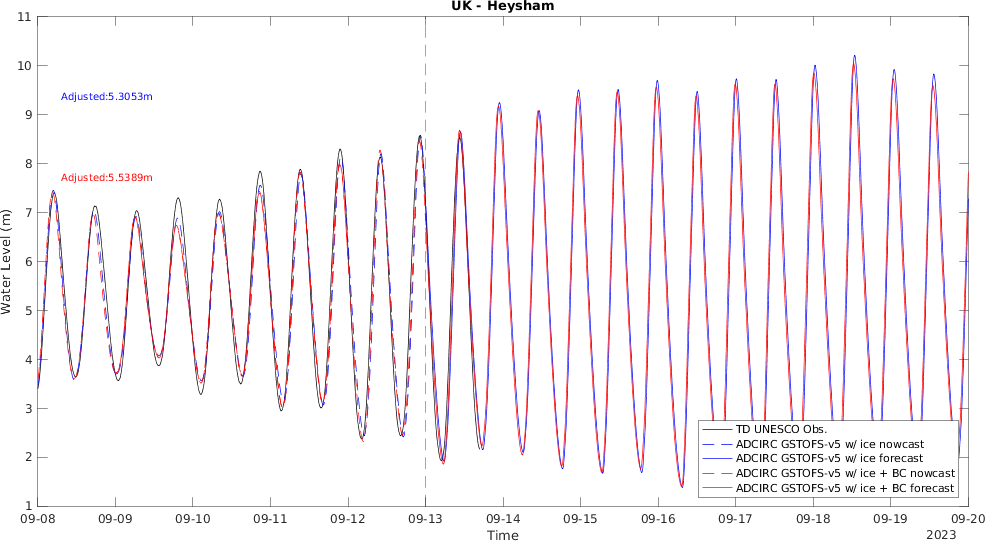 UK - Heysham
11
10
9
8
7
6
5
4
3
2
1
Water Level (m)
Adjusted:5.3053m
Adjusted:5.5389m
TD UNESCO Obs.
ADCIRC GSTOFS-v5 w/ ice nowcast
ADCIRC GSTOFS-v5 w/ ice forecast
ADCIRC GSTOFS-v5 w/ ice + BC nowcast
ADCIRC GSTOFS-v5 w/ ice + BC forecast
09-08 09-09 09-10 09-11 09-12 09-13 09-14 09-15 09-16 09-17 09-18 09-19 09-20
Time
2023